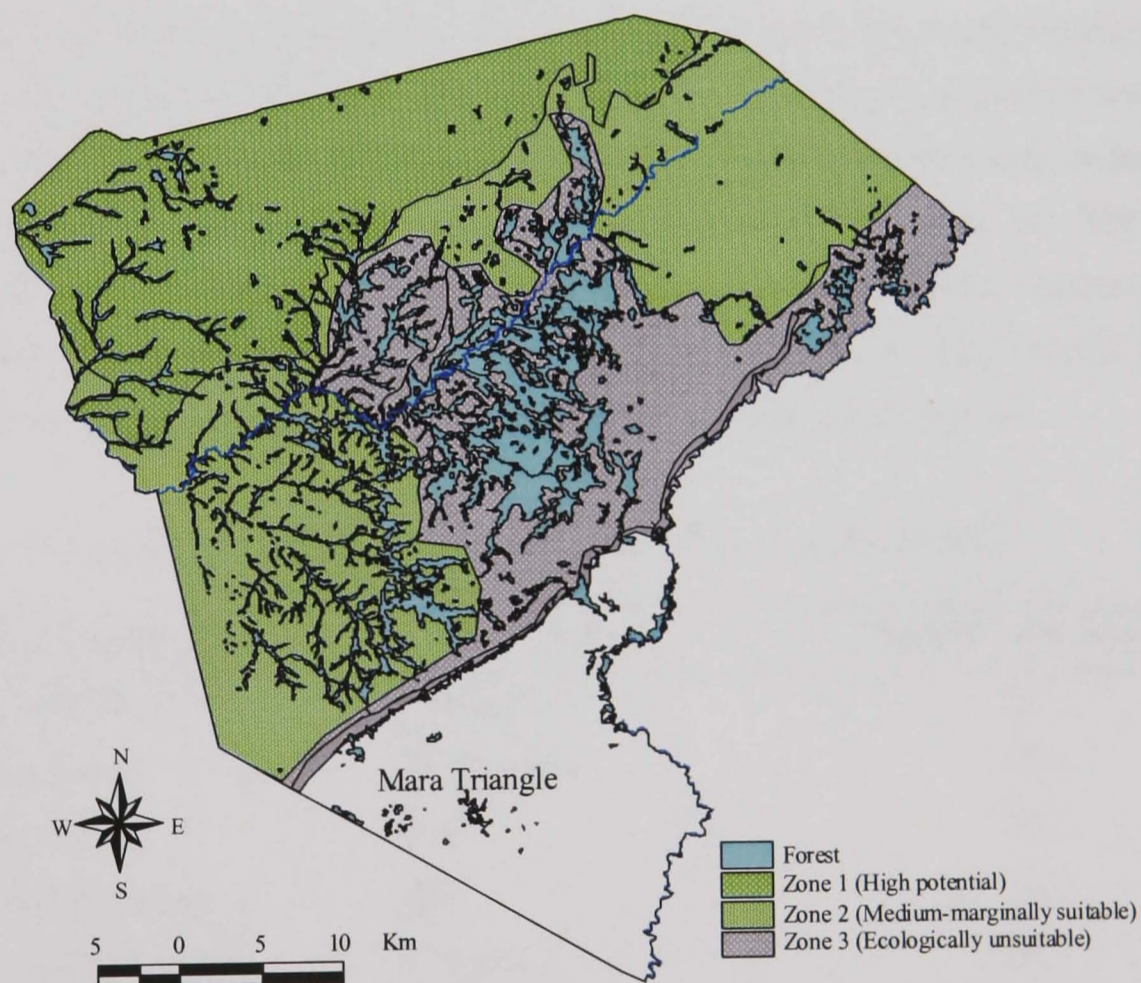 Mara Triangle
N
W E
S
5 0 5 10 Km
Forest
Zone 1 (High potential)
Zone 2 (Medium-marginally suitable)
Zone 3 (Ecologically unsuitable)